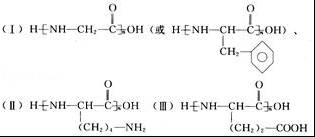 O O
(Ⅰ) H⁅NH—CH₂—C⁆ₙOH(或 H⁅NH—CH—C⁆ₙOH)、
CH₂
O O
(Ⅱ) H⁅NH—CH—C⁆ₙOH (Ⅲ) H⁅NH—CH—C⁆ₙOH
(CH₂)₄—NH₂ (CH₂)₂—COOH